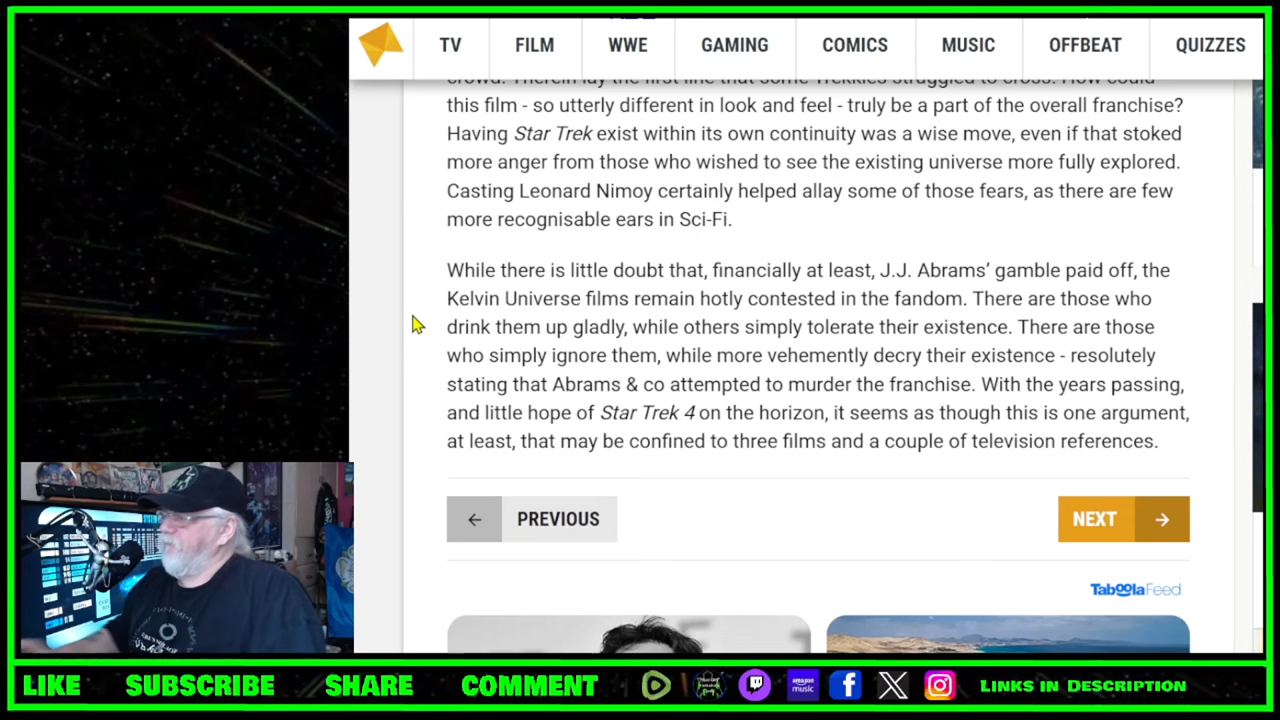 TV FILM WWE GAMING COMICS MUSIC OFFBEAT QUIZZES
crowd. Therein lay the first line that some Trekkies struggled to cross. How could
this film - so utterly different in look and feel - truly be a part of the overall franchise?
Having Star Trek exist within its own continuity was a wise move, even if that stoked
more anger from those who wished to see the existing universe more fully explored.
Casting Leonard Nimoy certainly helped allay some of those fears, as there are few
more recognisable ears in Sci-Fi.
While there is little doubt that, financially at least, J.J. Abrams’ gamble paid off, the
Kelvin Universe films remain hotly contested in the fandom. There are those who
drink them up gladly, while others simply tolerate their existence. There are those
who simply ignore them, while more vehemently decry their existence - resolutely
stating that Abrams & co attempted to murder the franchise. With the years passing,
and little hope of Star Trek 4 on the horizon, it seems as though this is one argument,
at least, that may be confined to three films and a couple of television references.
PREVIOUS
NEXT
Taboola Feed
LIKE SUBSCRIBE SHARE COMMENT amazon music LINKS IN DESCRIPTION